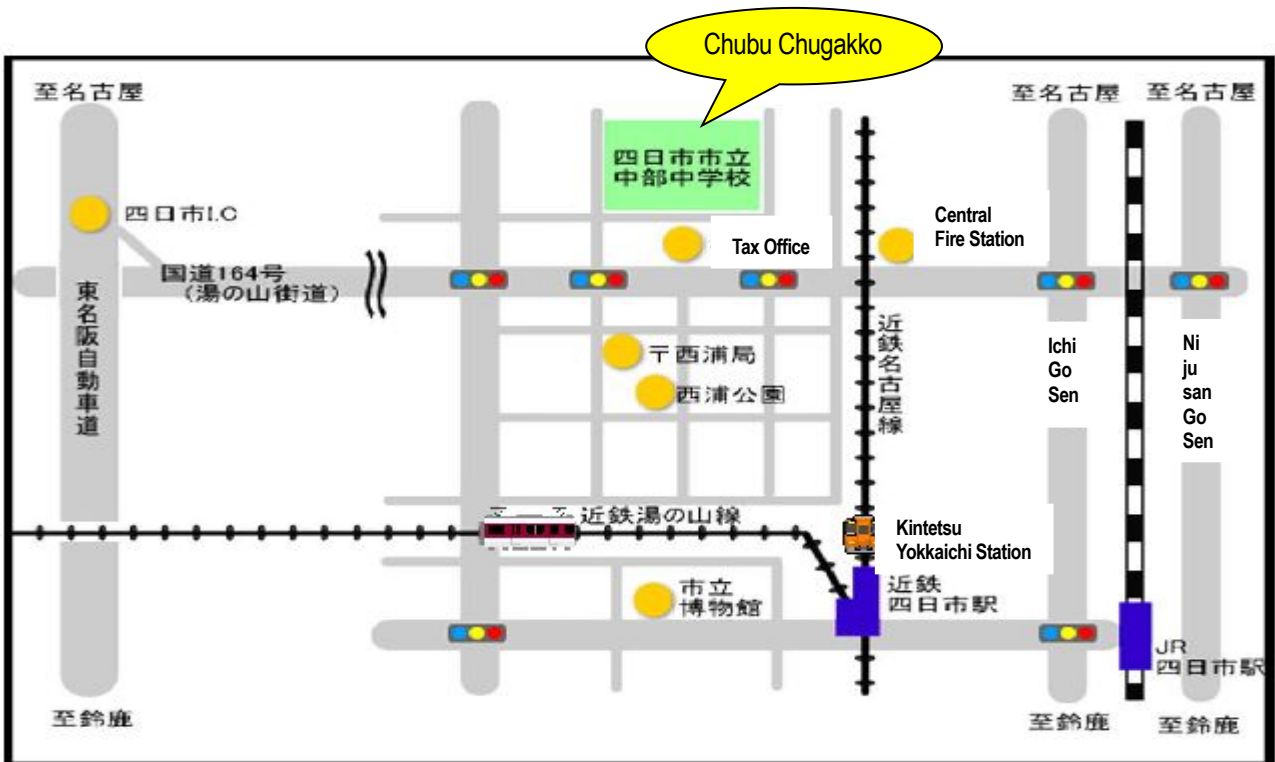 Chubu Chugakko
至名古屋
至名古屋
至名古屋
四日市市立
中部中学校
四日市I.C
Central
Fire Station
Tax Office
国道164号
(湯の山街道)
東名阪自動車道
近鉄名古屋線
Ichi
Go
Sen
Ni
ju
san
Go
Sen
〒西浦局
西浦公園
近鉄湯の山線
Kintetsu
Yokkaichi Station
近鉄
四日市駅
市立
博物館
JR
四日市駅
至鈴鹿
至鈴鹿
至鈴鹿